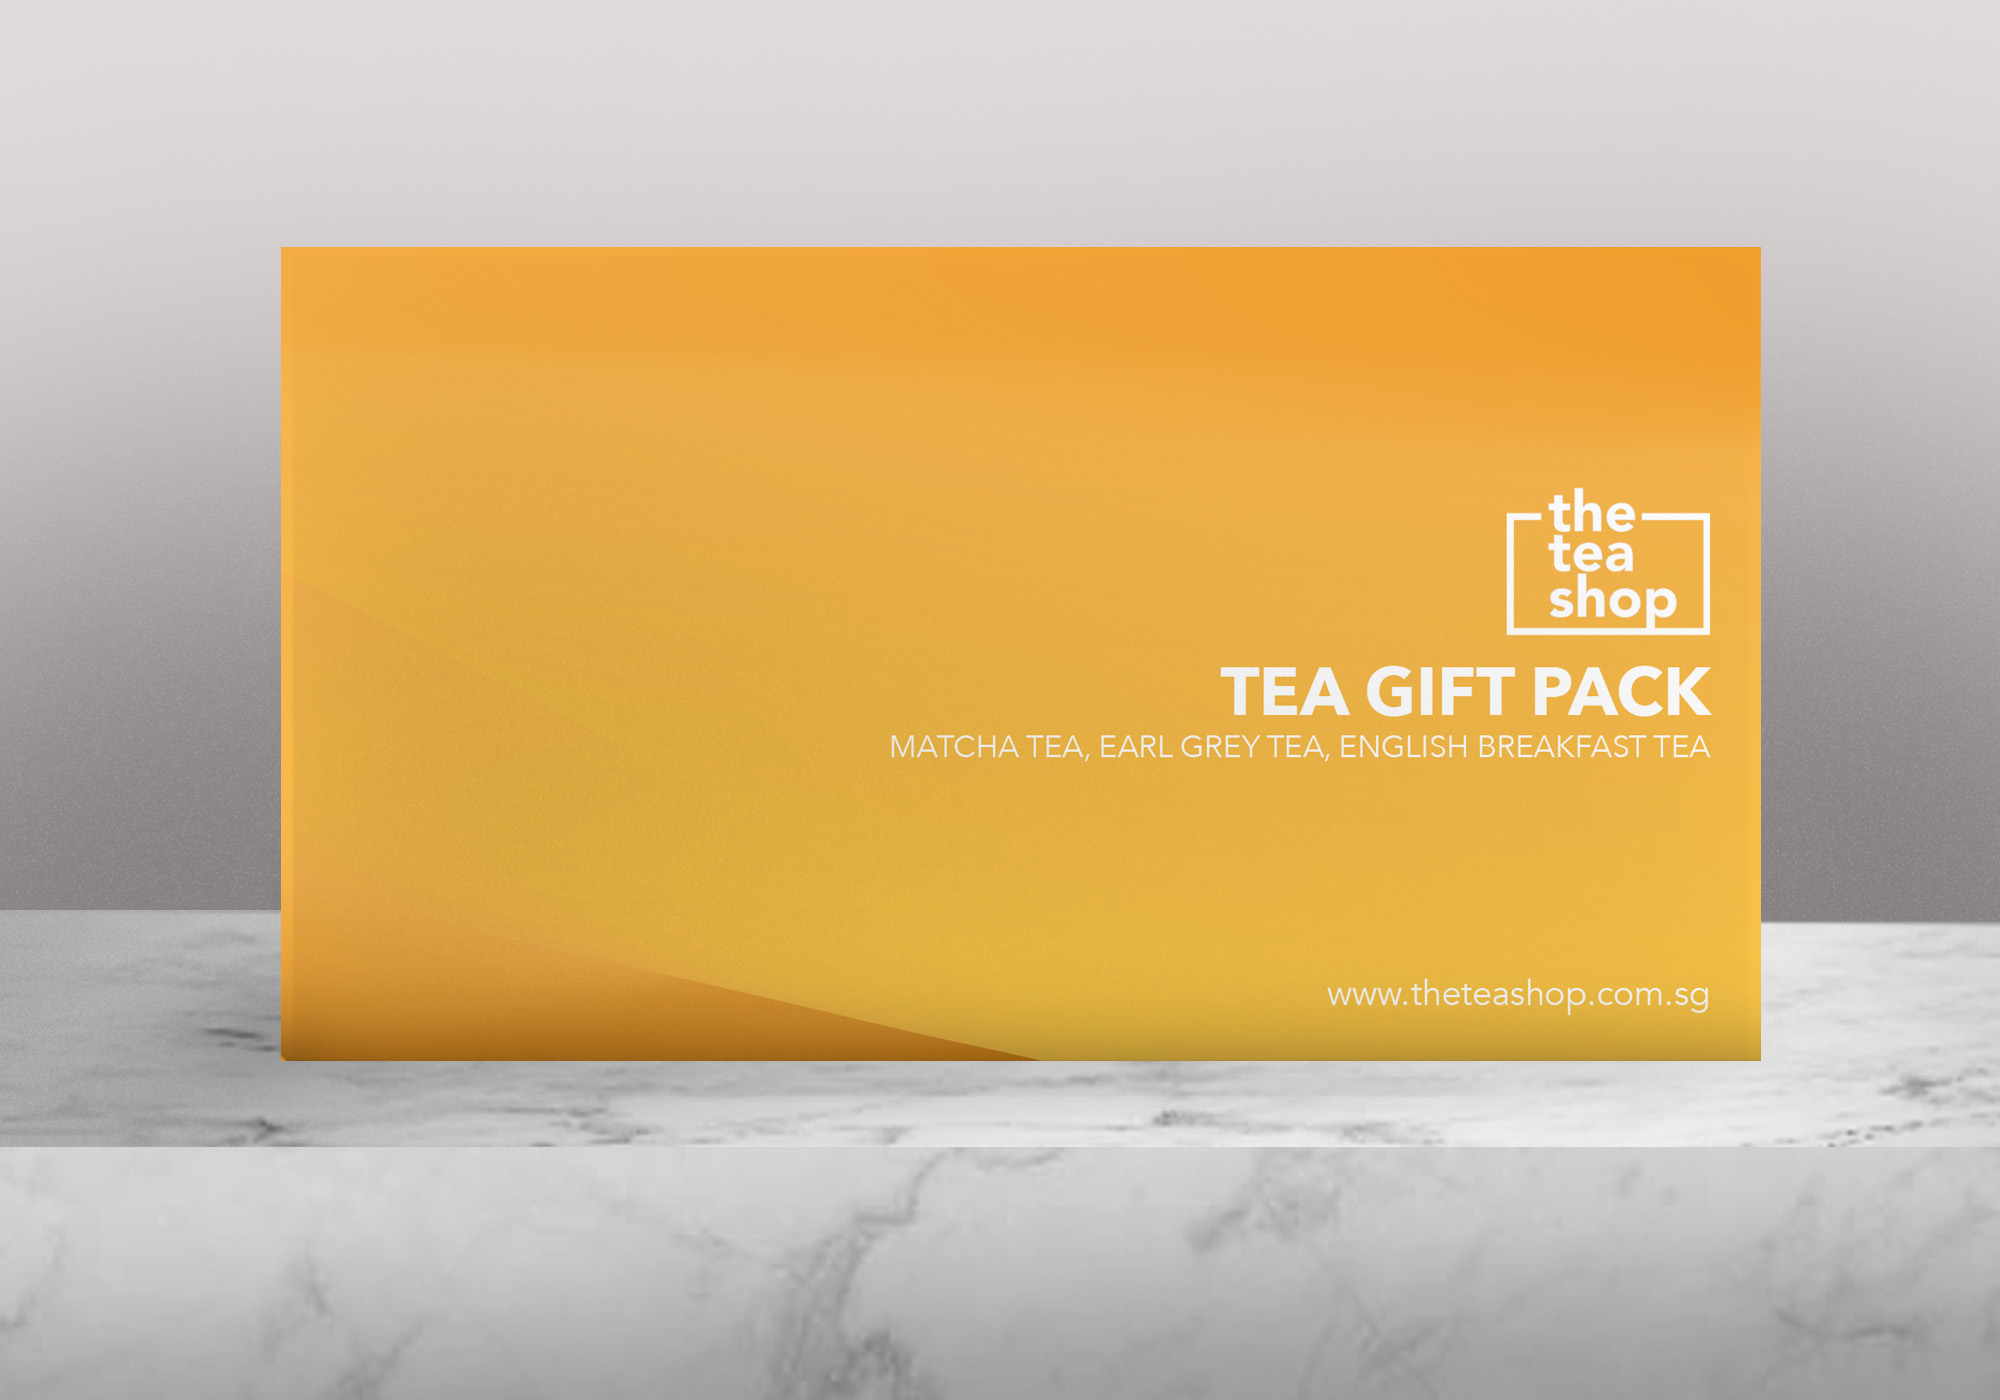 the
tea
shop
TEA GIFT PACK
MATCHA TEA, EARL GREY TEA, ENGLISH BREAKFAST TEA
www.theteashop.com.sg